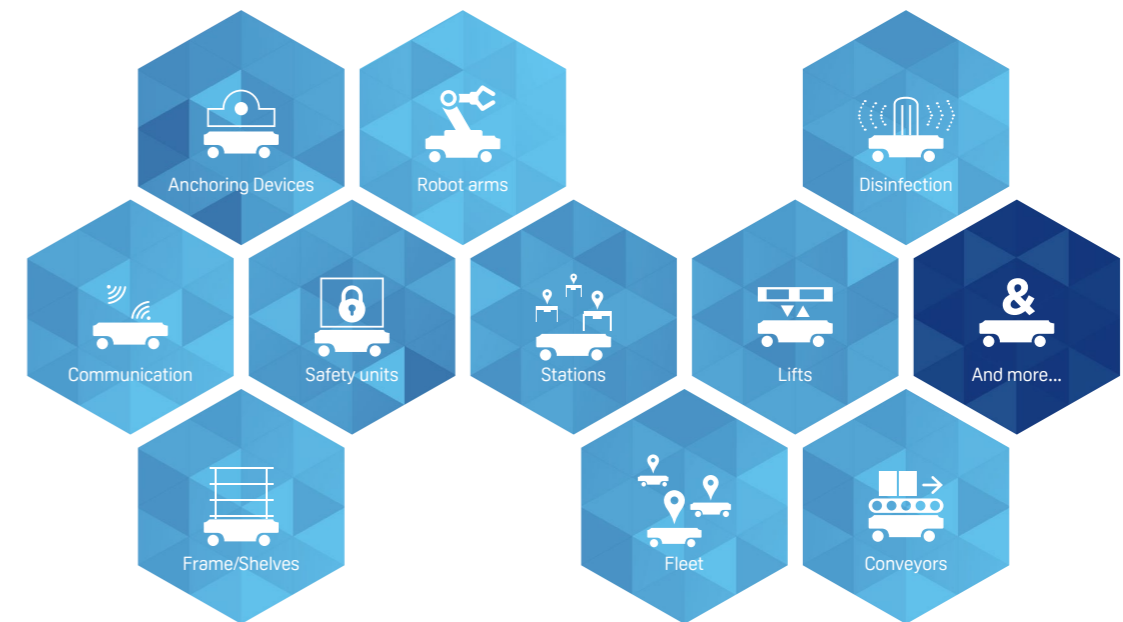 Anchoring Devices
Robot arms
Disinfection
Communication
Safety units
Stations
Lifts
&
And more...
Frame/Shelves
Fleet
Conveyors